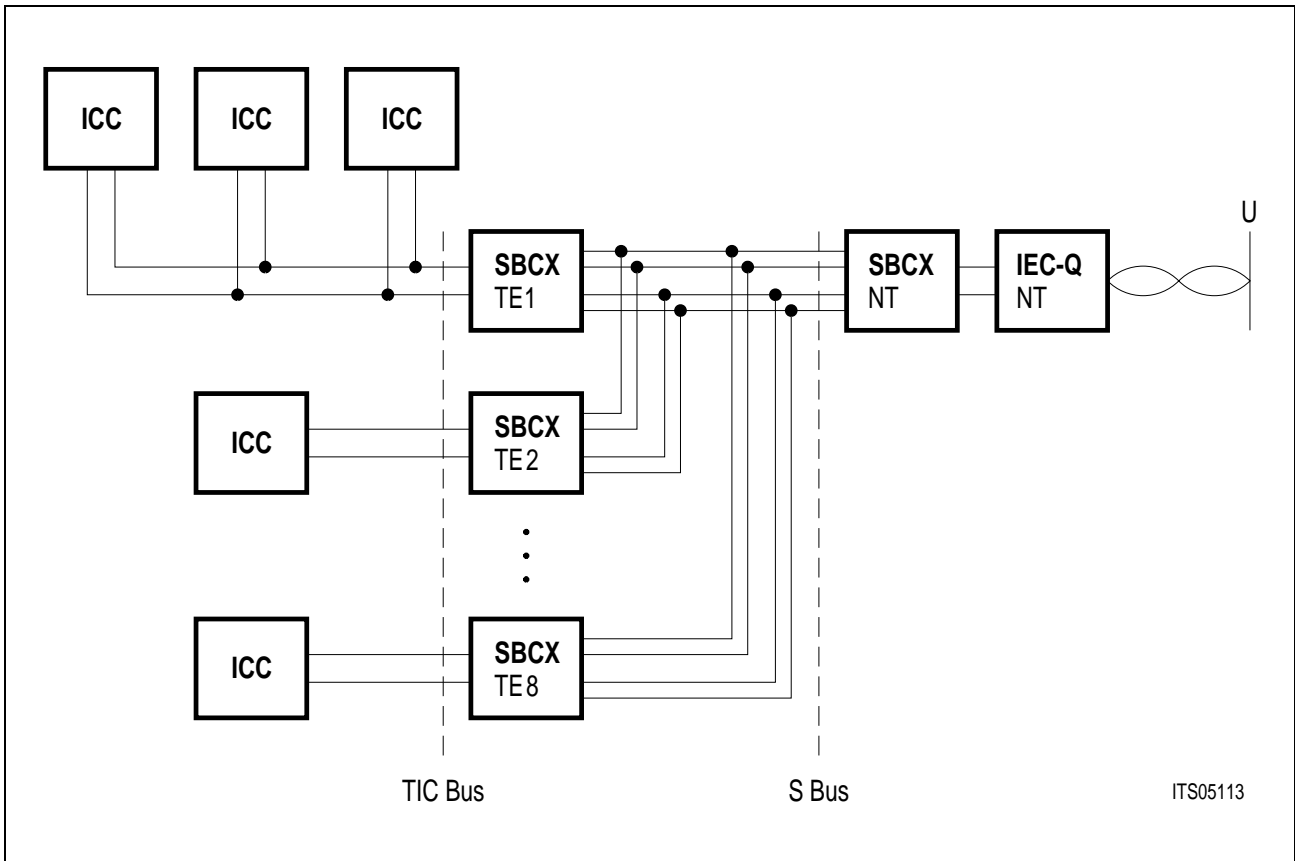 ICC
ICC
ICC
U
SBCX
TE1
SBCX
NT
IEC-Q
NT
ICC
SBCX
TE2
ICC
SBCX
TE8
TIC Bus
S Bus
ITS05113